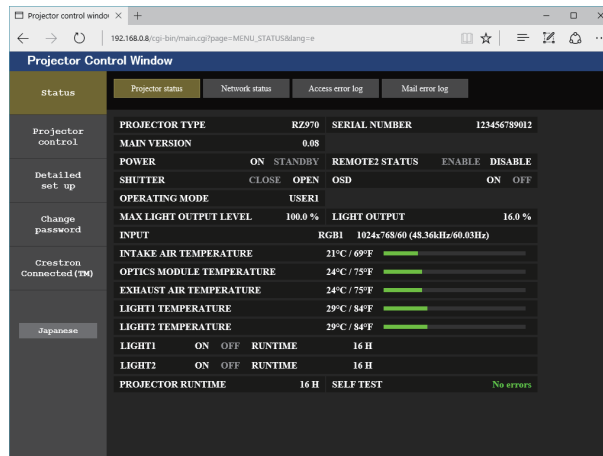 Projector control windo
192.168.0.8/cgi-bin/main.cgi?page=MENU_STATUS&lang=e
Projector Control Window
Status
Projector status Network status Access error log Mail error log
Projector control
Detailed set up
Change password
Crestron Connected(TM)
Japanese
PROJECTOR TYPE RZ970 SERIAL NUMBER 123456789012
MAIN VERSION 0.08
POWER ON STANDBY REMOTE2 STATUS ENABLE DISABLE
SHUTTER CLOSE OPEN OSD ON OFF
OPERATING MODE USER1
MAX LIGHT OUTPUT LEVEL 100.0 % LIGHT OUTPUT 16.0 %
INPUT RGB1 1024x768/60 (48.36kHz/60.03Hz)
INTAKE AIR TEMPERATURE 21°C / 69°F
OPTICS MODULE TEMPERATURE 24°C / 75°F
EXHAUST AIR TEMPERATURE 24°C / 75°F
LIGHT1 TEMPERATURE 29°C / 84°F
LIGHT2 TEMPERATURE 29°C / 84°F
LIGHT1 ON OFF RUNTIME 16 H
LIGHT2 ON OFF RUNTIME 16 H
PROJECTOR RUNTIME 16 H SELF TEST No errors